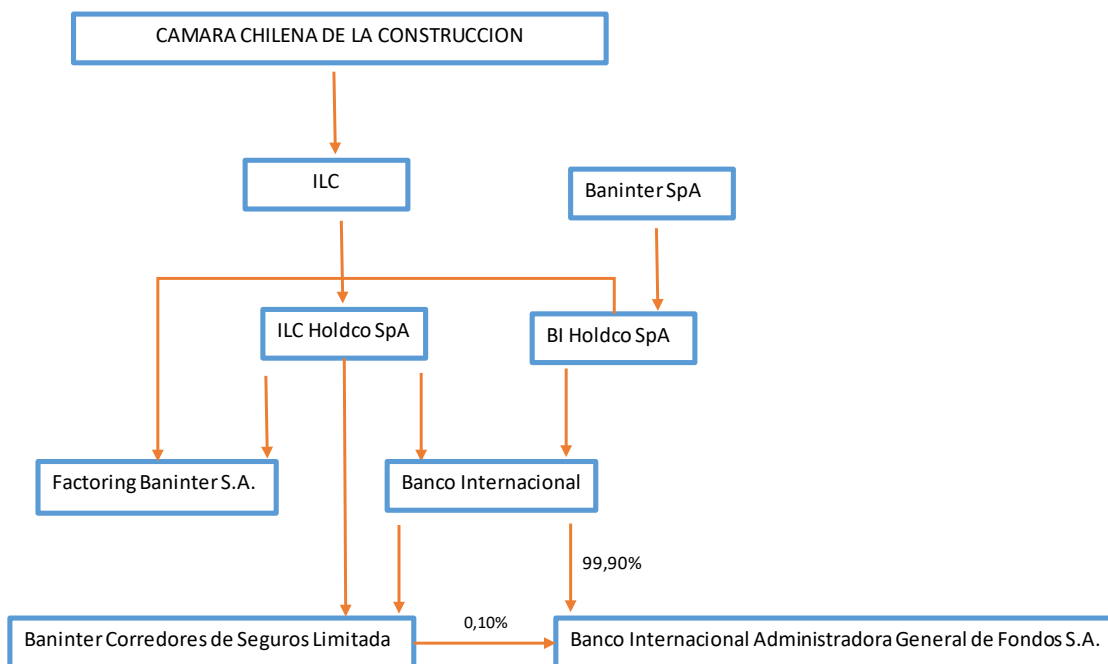 CAMARA CHILENA DE LA CONSTRUCCION
ILC
Baninter SpA
ILC Holdco SpA
BI Holdco SpA
Factoring Baninter S.A.
Banco Internacional
99,90%
0,10%
Baninter Corredores de Seguros Limitada
Banco Internacional Administradora General de Fondos S.A.